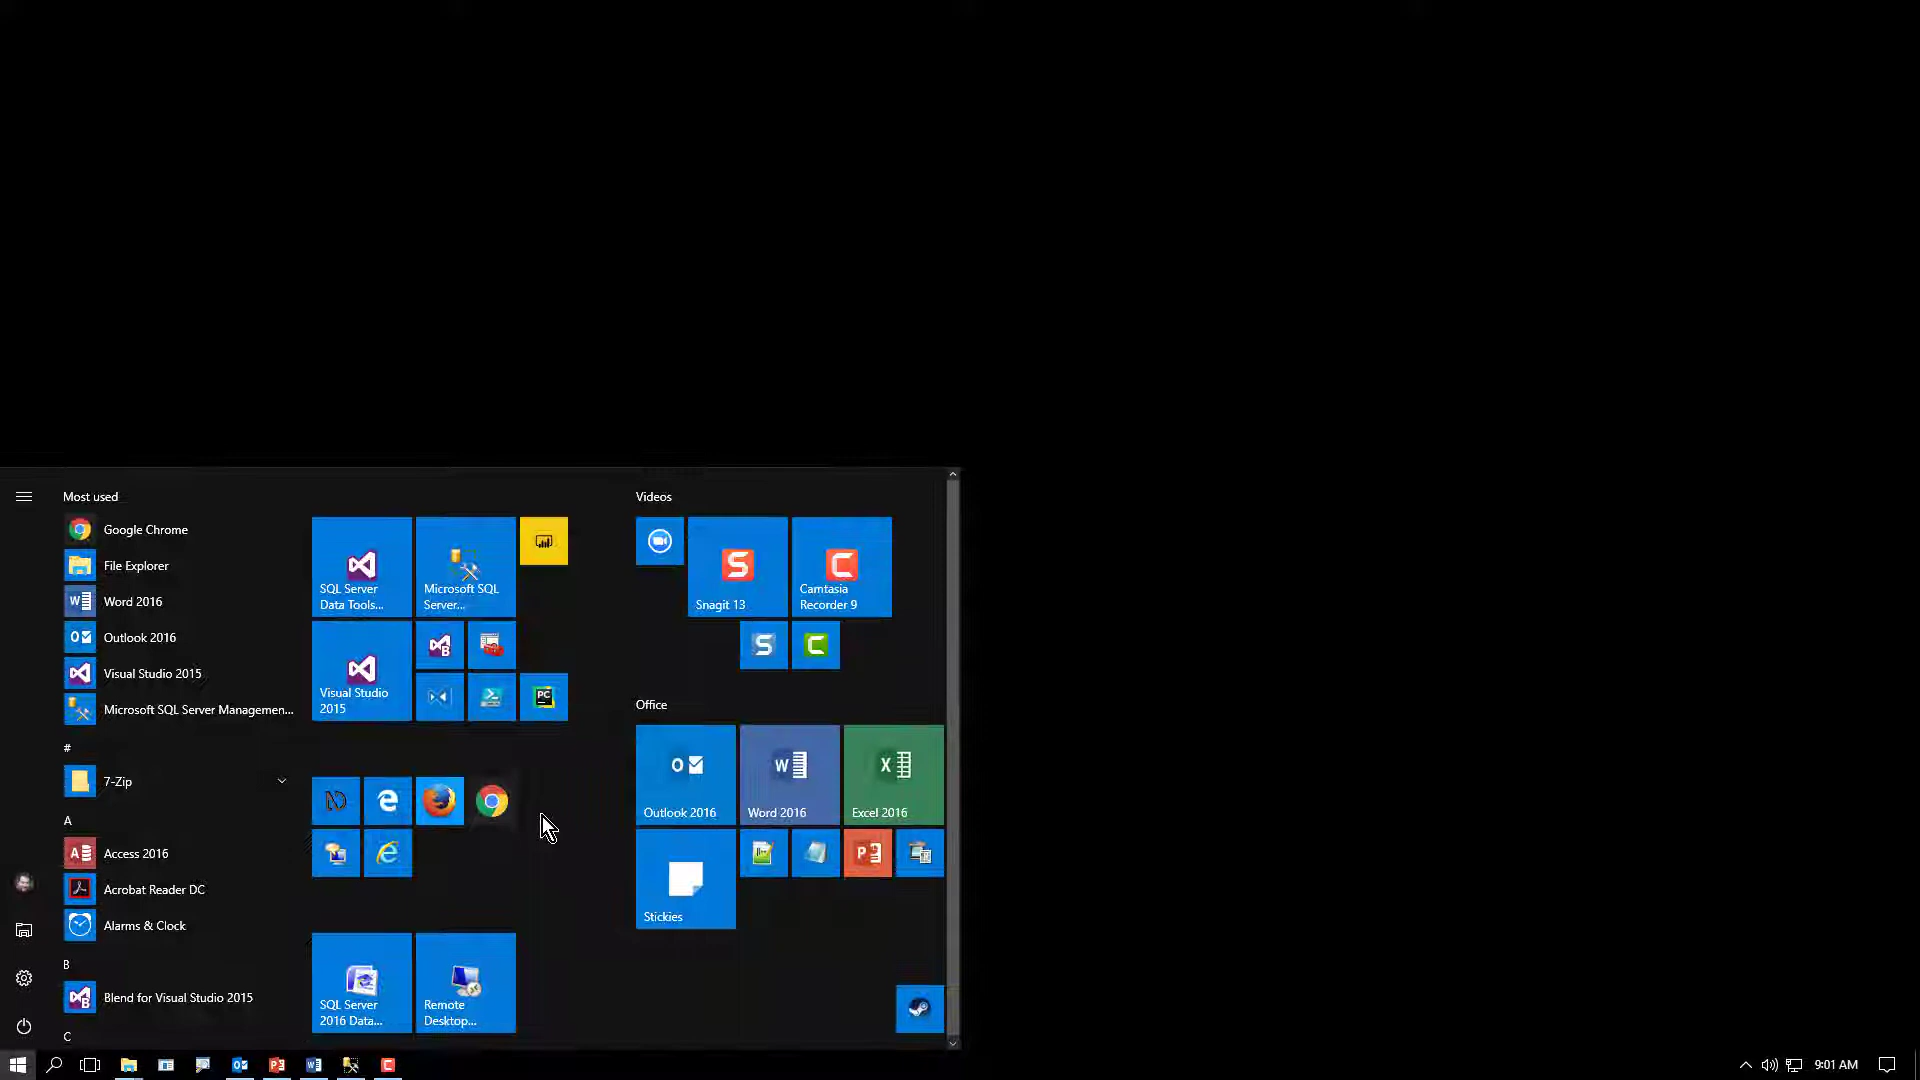 Most used
Google Chrome
File Explorer
Word 2016
Outlook 2016
Visual Studio 2015
Microsoft SQL Server Managemen...
#
7-Zip
A
Access 2016
Acrobat Reader DC
Alarms & Clock
B
Blend for Visual Studio 2015
C
SQL Server
Data Tools...
Microsoft SQL
Server...
Visual Studio
2015
PC
SQL Server
2016 Data...
Remote
Desktop...
Videos
Snagit 13
Camtasia
Recorder 9
Office
Outlook 2016
Word 2016
Excel 2016
Stickies
9:01 AM